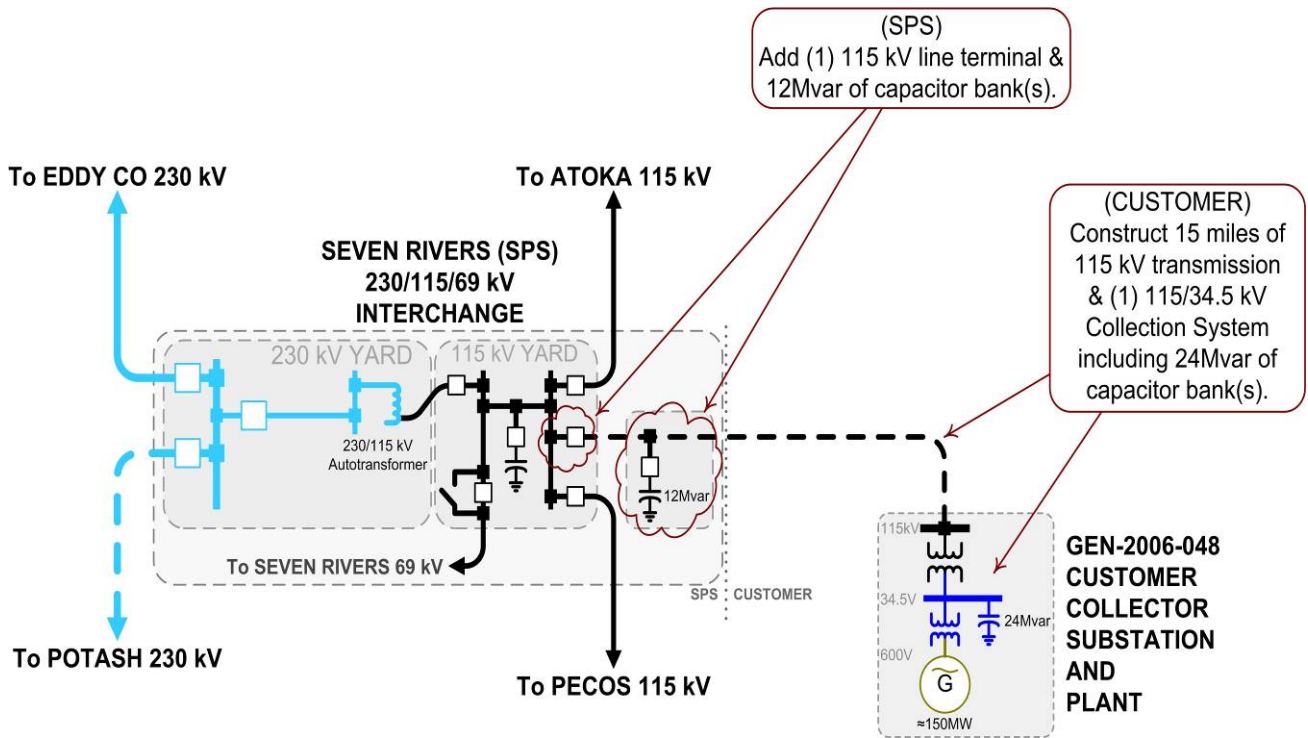 (SPS)
Add (1) 115 kV line terminal &
12Mvar of capacitor bank(s).
To EDDY CO 230 kV
To ATOKA 115 kV
(CUSTOMER)
Construct 15 miles of
115 kV transmission
& (1) 115/34.5 kV
Collection System
including 24Mvar of
capacitor bank(s).
SEVEN RIVERS (SPS)
230/115/69 kV
INTERCHANGE
230 kV YARD
115 kV YARD
230/115 kV
Autotransformer
12Mvar
To SEVEN RIVERS 69 kV
SPS
CUSTOMER
115kV
34.5V
24Mvar
600V
G
≈150MW
GEN-2006-048
CUSTOMER
COLLECTOR
SUBSTATION
AND
PLANT
To POTASH 230 kV
To PECOS 115 kV